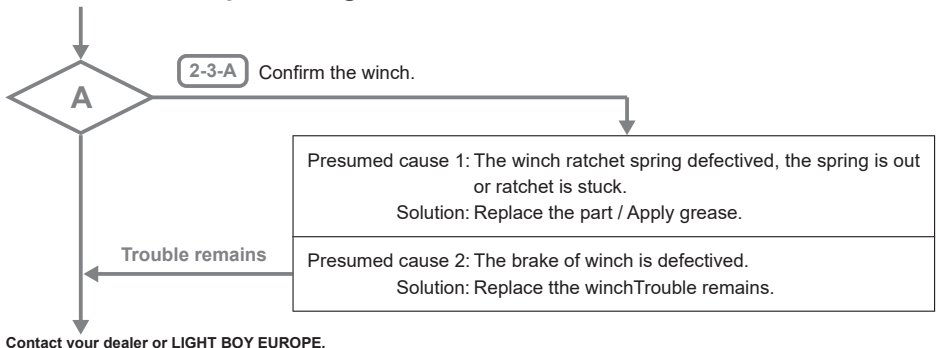 2-3-A Confirm the winch.
A
Presumed cause 1: The winch ratchet spring defectived, the spring is out
or ratchet is stuck.
Solution: Replace the part / Apply grease.
Trouble remains
Presumed cause 2: The brake of winch is defectived.
Solution: Replace tthe winchTrouble remains.
Contact your dealer or LIGHT BOY EUROPE.